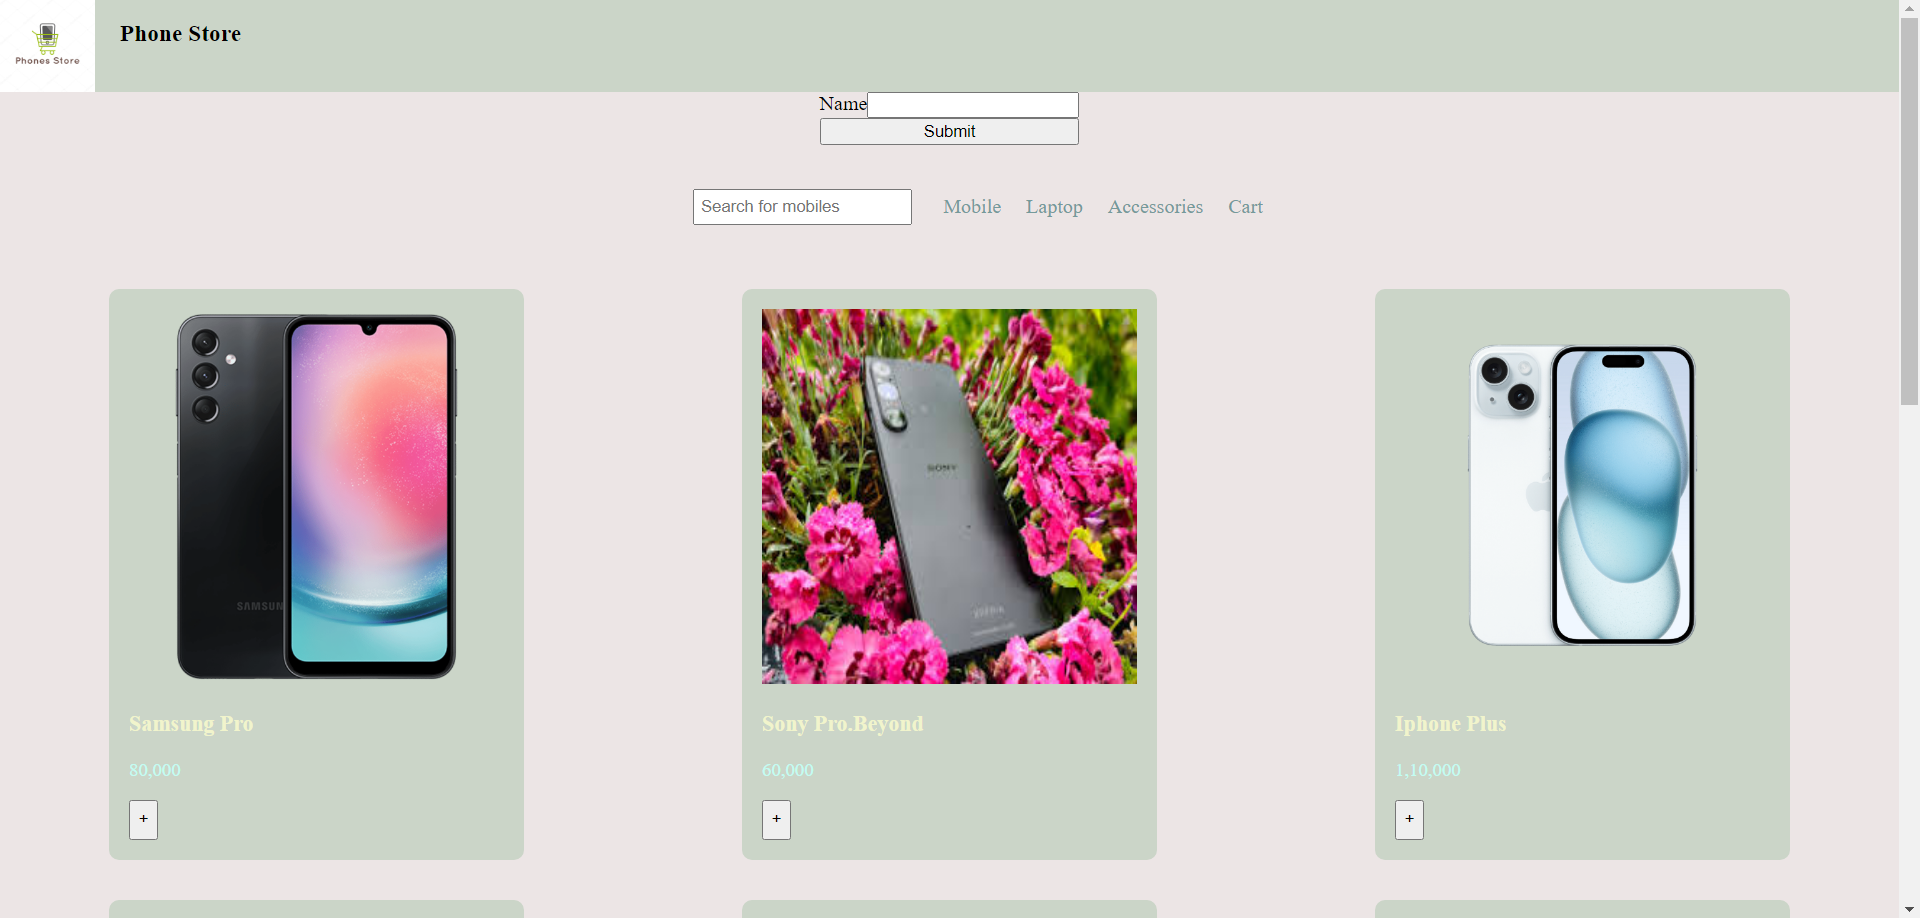 Phones Store
Phone Store
Name
Submit
Search for mobiles
Mobile Laptop Accessories Cart
SAMSUN
SONY
XPERIA
Samsung Pro
Sony Pro.Beyond
Iphone Plus
80,000
60,000
1,10,000
+
+
+